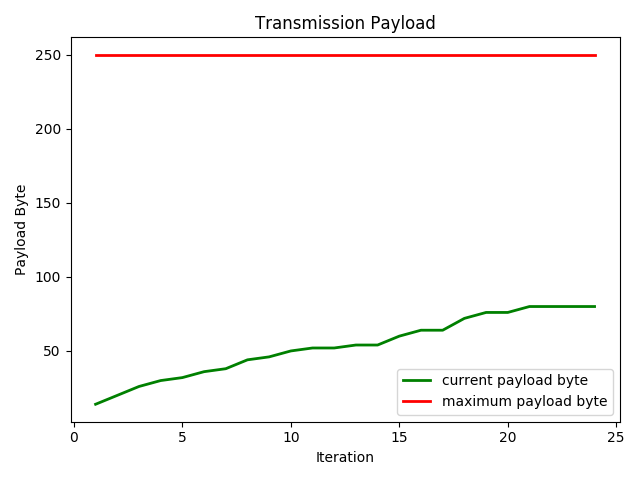 Transmission Payload
250
200
150
100
50
Payload Byte
0
5
10
15
20
25
Iteration
current payload byte
maximum payload byte